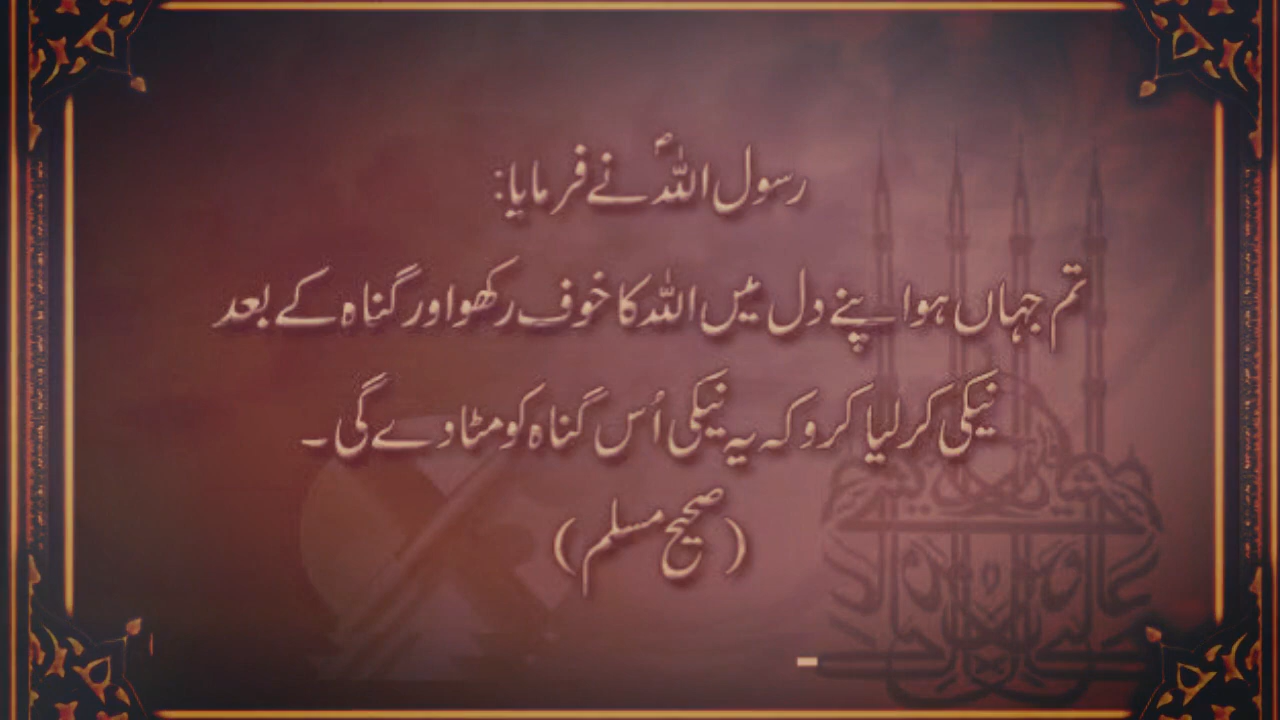 رسول اللہؐ نے فرمایا:
تم جہاں ہو اپنے دل میں اللہ کا خوف رکھو اور گناہ کے بعد
نیکی کر لیا کرو کہ یہ نیکی اُس گناہ کو مٹا دے گی۔
(صحیح مسلم)